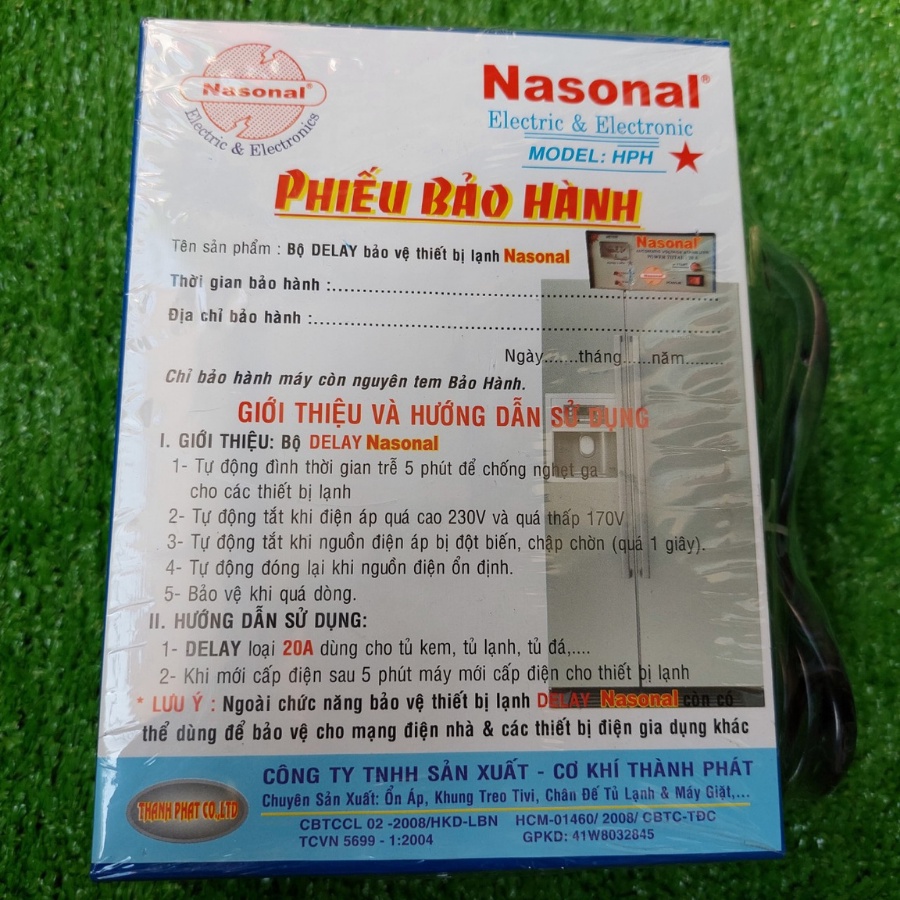 Nasonal®
Electric & Electronics
Nasonal®
Electric & Electronic
MODEL: HPH
PHIẾU BẢO HÀNH
Tên sản phẩm : Bộ DELAY bảo vệ thiết bị lạnh Nasonal
Nasonal
Thời gian bảo hành :
Địa chỉ bảo hành :
Ngày.......tháng......năm........
Chỉ bảo hành máy còn nguyên tem Bảo Hành.
GIỚI THIỆU VÀ HƯỚNG DẪN SỬ DỤNG
I. GIỚI THIỆU: Bộ DELAY Nasonal
1- Tự động đình thời gian trễ 5 phút để chống nghẹt ga
cho các thiết bị lạnh
2- Tự động tắt khi điện áp quá cao 230V và quá thấp 170V
3- Tự động tắt khi nguồn điện áp bị đột biến, chập chờn (quá 1 giây).
4- Tự động đóng lại khi nguồn điện ổn định.
5- Bảo vệ khi quá dòng.
II. HƯỚNG DẪN SỬ DỤNG:
1- DELAY loại 20A dùng cho tủ kem, tủ lạnh, tủ đá,....
2- Khi mới cấp điện sau 5 phút máy mới cấp điện cho thiết bị lạnh
* LƯU Ý : Ngoài chức năng bảo vệ thiết bị lạnh DELAY Nasonal còn có
thể dùng để bảo vệ cho mạng điện nhà & các thiết bị điện gia dụng khác
THANH PHAT CO.,LTD
CÔNG TY TNHH SẢN XUẤT - CƠ KHÍ THÀNH PHÁT
Chuyên Sản Xuất: Ổn Áp, Khung Treo Tivi, Chân Đế Tủ Lạnh & Máy Giặt,...
CBTCCL 02 -2008/HKD-LBN HCM-01460/ 2008/ CBTC-TĐC
TCVN 5699 - 1:2004 GPKD: 41W8032845